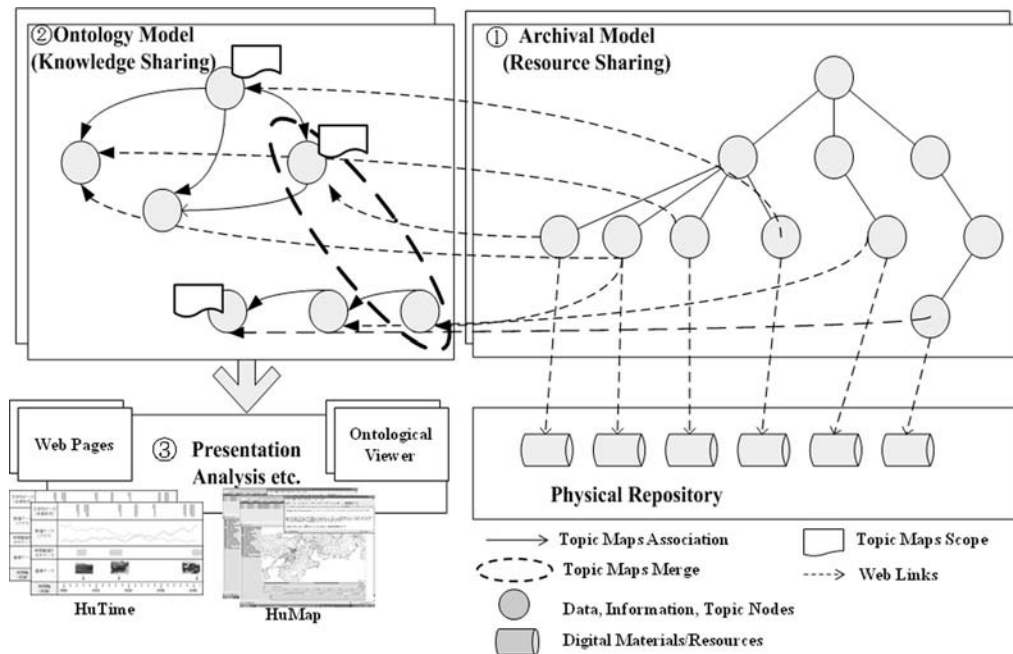 ② Ontology Model
(Knowledge Sharing)
① Archival Model
(Resource Sharing)
Web Pages
③ Presentation
Analysis etc.
Ontological
Viewer
HuTime
HuMap
Physical Repository
Topic Maps Association
Topic Maps Scope
Topic Maps Merge
Web Links
Data, Information, Topic Nodes
Digital Materials/Resources